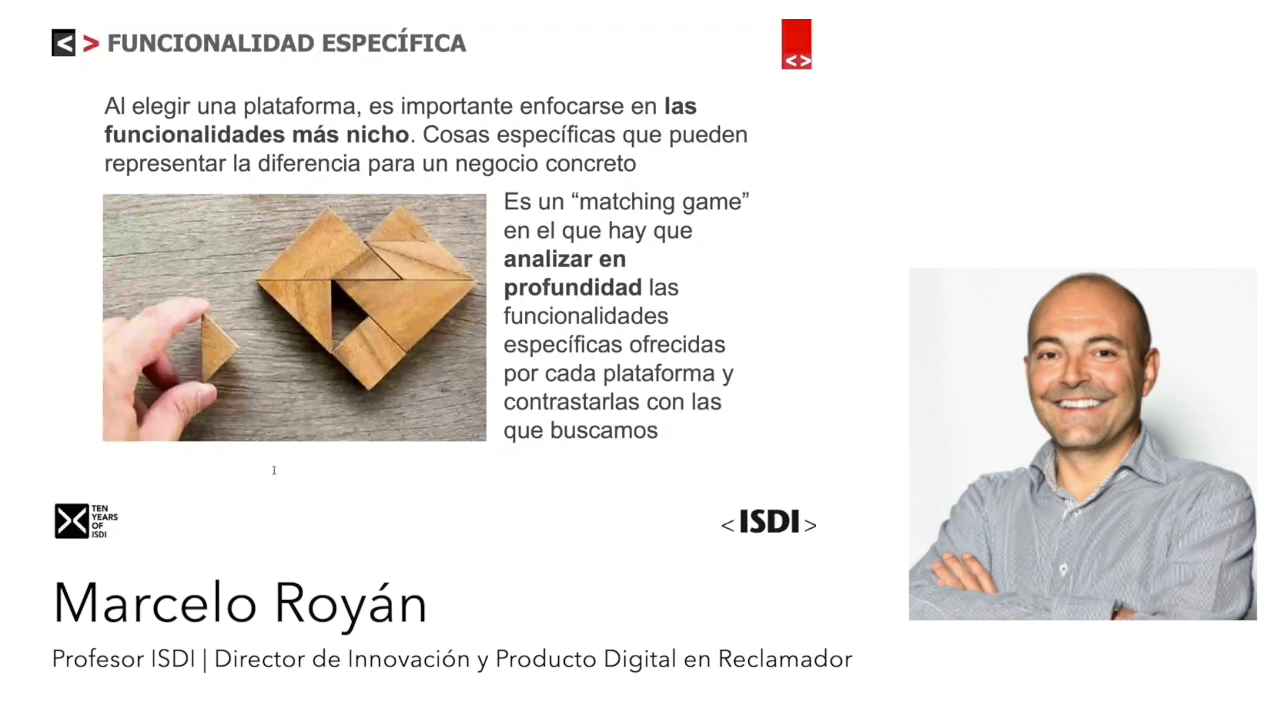 <> FUNCIONALIDAD ESPECÍFICA
<>
Al elegir una plataforma, es importante enfocarse en las
funcionalidades más nicho. Cosas específicas que pueden
representar la diferencia para un negocio concreto
Es un “matching game”
en el que hay que
analizar en
profundidad las
funcionalidades
específicas ofrecidas
por cada plataforma y
contrastarlas con las
que buscamos
TEN
YEARS
OF
ISDI
<ISDI>
Marcelo Royán
Profesor ISDI | Director de Innovación y Producto Digital en Reclamador